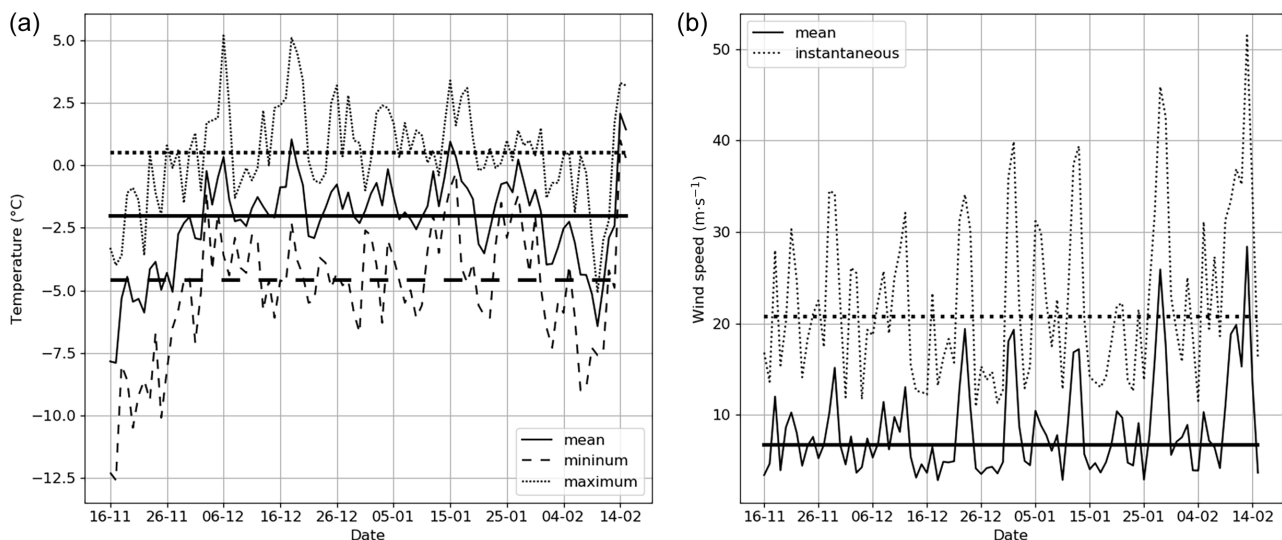 (a)
Temperature (°C)
5.0
2.5
0.0
−2.5
−5.0
−7.5
−10.0
−12.5
mean
mininum
maximum
16-11 26-11 06-12 16-12 26-12 05-01 15-01 25-01 04-02 14-02
Date
(b)
Wind speed (m·s⁻¹)
50
40
30
20
10
mean
instantaneous
16-11 26-11 06-12 16-12 26-12 05-01 15-01 25-01 04-02 14-02
Date